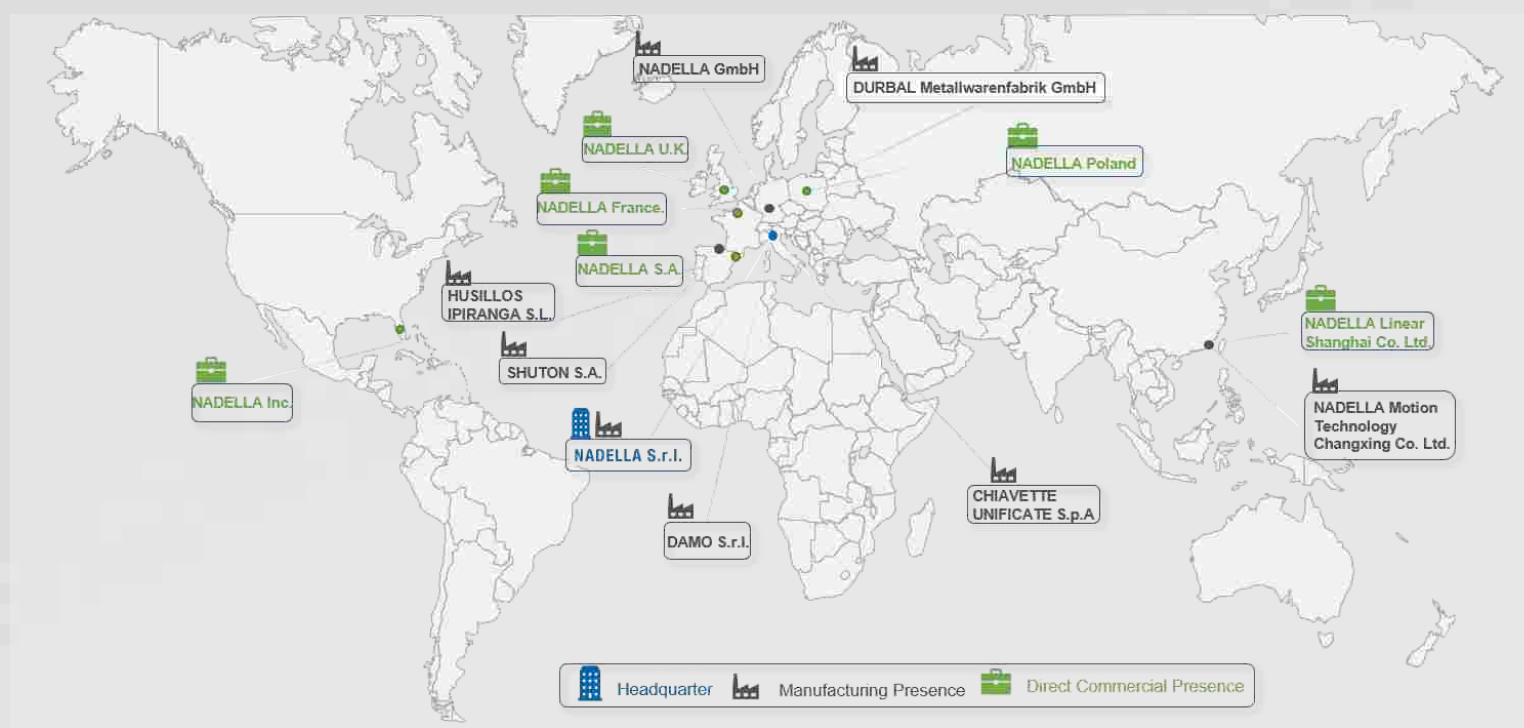 NADELLA GmbH
DURBAL Metallwarenfabrik GmbH
NADELLA U.K.
NADELLA Poland
NADELLA France.
NADELLA S.A.
HUSILLOS
IPIRANGA S.L.
NADELLA Linear
Shanghai Co. Ltd.
SHUTON S.A.
NADELLA Inc.
NADELLA Motion
Technology
Changxing Co. Ltd.
NADELLA S.r.l.
CHIAVETTE
UNIFICATE S.p.A
DAMO S.r.l.
Headquarter
Manufacturing Presence
Direct Commercial Presence